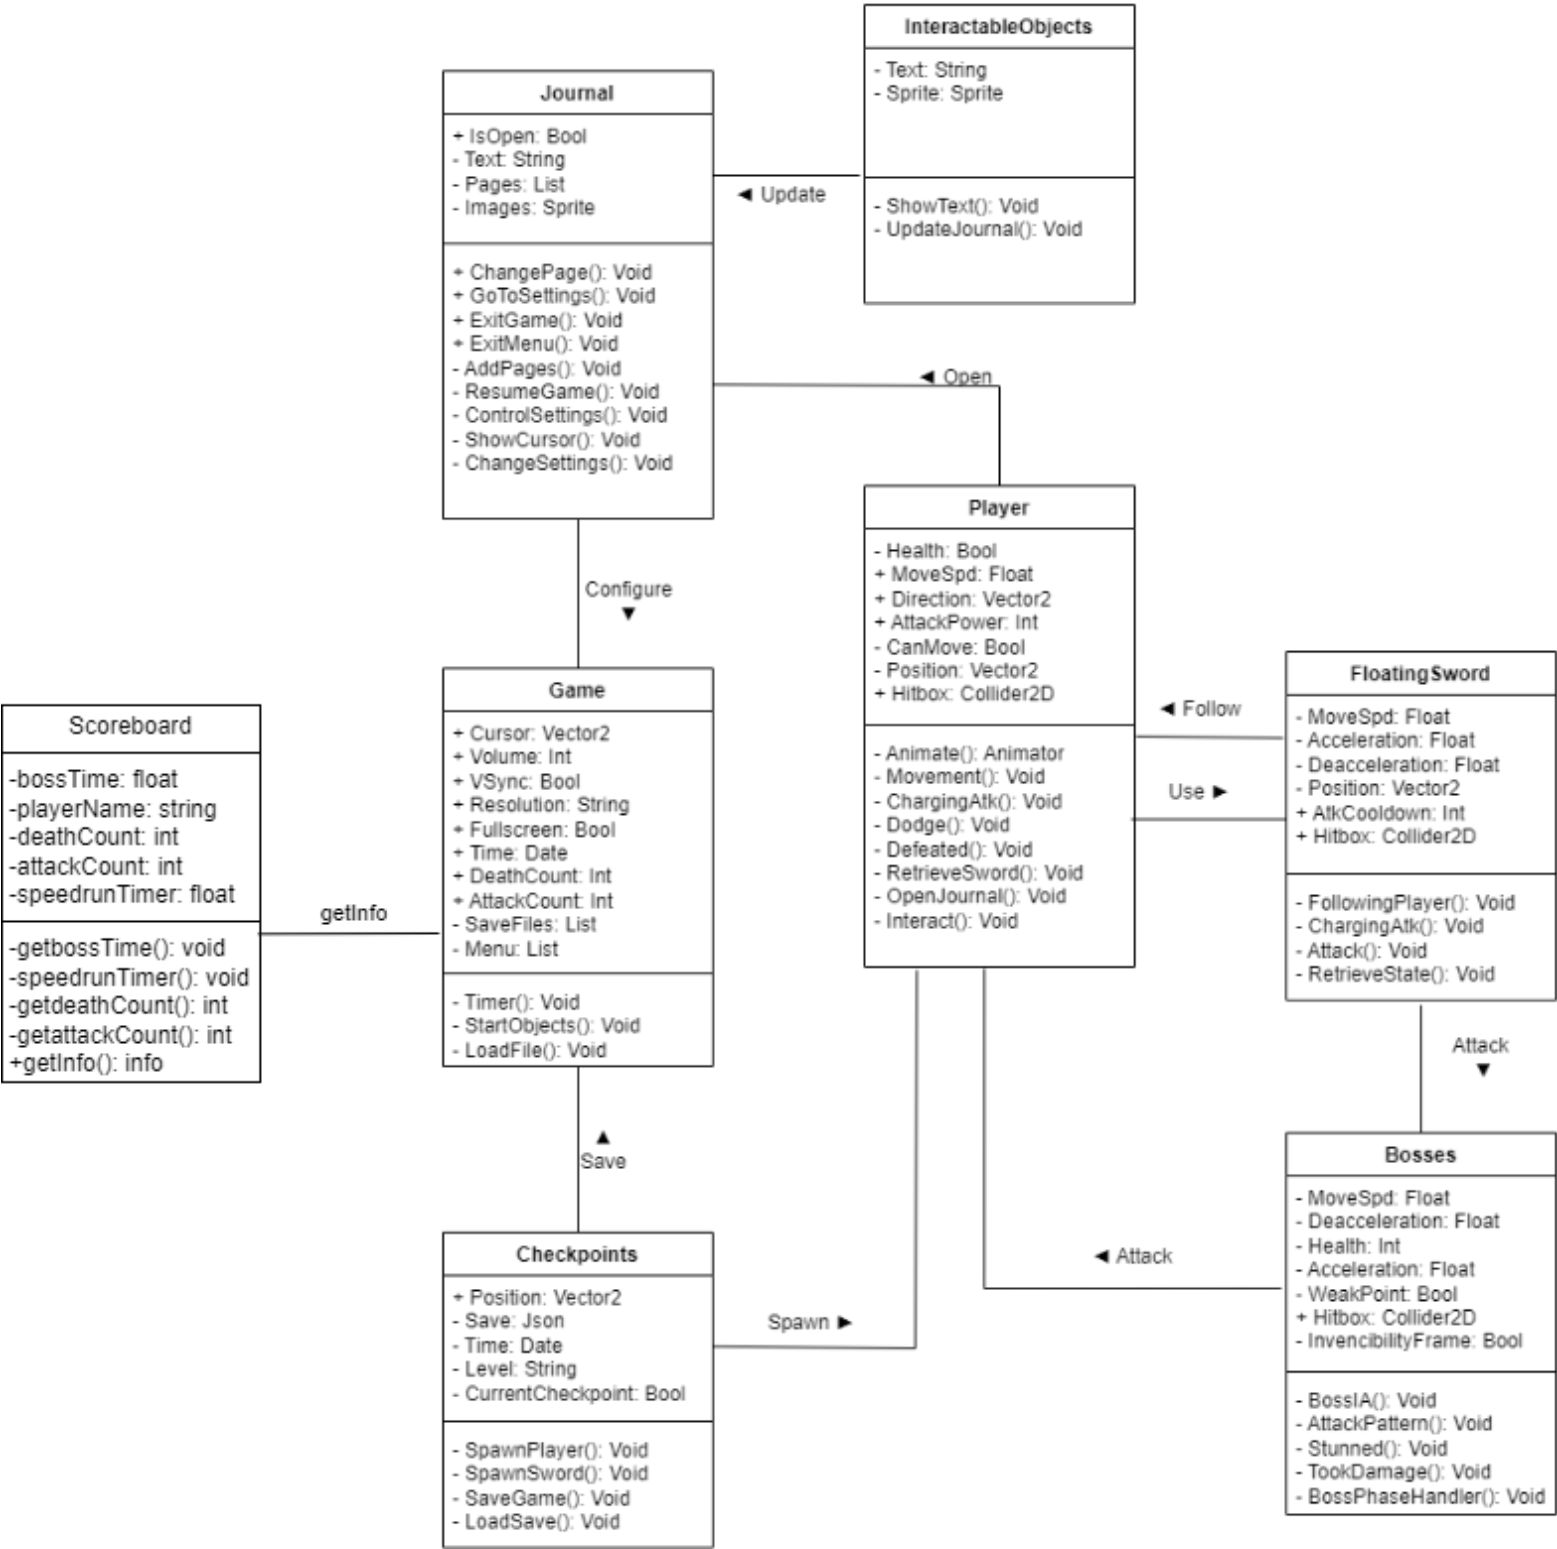 InteractableObjects
- Text: String
- Sprite: Sprite
- ShowText(): Void
- UpdateJournal(): Void
Journal
+ IsOpen: Bool
- Text: String
- Pages: List
- Images: Sprite
+ ChangePage(): Void
+ GoToSettings(): Void
+ ExitGame(): Void
+ ExitMenu(): Void
- AddPages(): Void
- ResumeGame(): Void
- ControlSettings(): Void
- ShowCursor(): Void
- ChangeSettings(): Void
◄ Update
◄ Open
Configure
▼
Player
- Health: Bool
+ MoveSpd: Float
+ Direction: Vector2
+ AttackPower: Int
- CanMove: Bool
- Position: Vector2
+ Hitbox: Collider2D
- Animate(): Animator
- Movement(): Void
- ChargingAtk(): Void
- Dodge(): Void
- Defeated(): Void
- RetrieveSword(): Void
- OpenJournal(): Void
- Interact(): Void
◄ Follow
Use ►
FloatingSword
- MoveSpd: Float
- Acceleration: Float
- Deacceleration: Float
- Position: Vector2
+ AtkCooldown: Int
+ Hitbox: Collider2D
- FollowingPlayer(): Void
- ChargingAtk(): Void
- Attack(): Void
- RetrieveState(): Void
Game
+ Cursor: Vector2
+ Volume: Int
+ VSync: Bool
+ Resolution: String
+ Fullscreen: Bool
+ Time: Date
+ DeathCount: Int
+ AttackCount: Int
- SaveFiles: List
- Menu: List
- Timer(): Void
- StartObjects(): Void
- LoadFile(): Void
Scoreboard
-bossTime: float
-playerName: string
-deathCount: int
-attackCount: int
-speedrunTimer: float
-getbossTime(): void
-speedrunTimer(): void
-getdeathCount(): int
-getattackCount(): int
+getInfo(): info
getInfo
Attack
▼
▲
Save
Checkpoints
+ Position: Vector2
- Save: Json
- Time: Date
- Level: String
- CurrentCheckpoint: Bool
- SpawnPlayer(): Void
- SpawnSword(): Void
- SaveGame(): Void
- LoadSave(): Void
Spawn ►
◄ Attack
Bosses
- MoveSpd: Float
- Deacceleration: Float
- Health: Int
- Acceleration: Float
- WeakPoint: Bool
+ Hitbox: Collider2D
- InvencibilityFrame: Bool
- BossIA(): Void
- AttackPattern(): Void
- Stunned(): Void
- TookDamage(): Void
- BossPhaseHandler(): Void